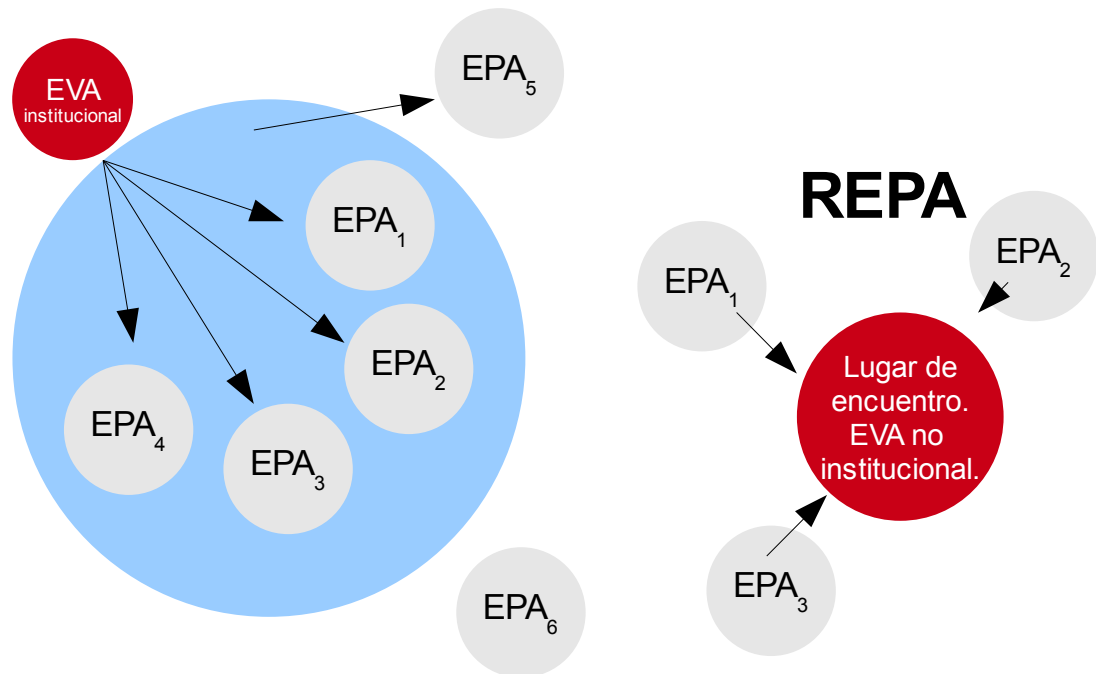 EVA
institucional
EPA5
EPA1
EPA2
EPA3
EPA4
EPA6
REPA
EPA1
EPA2
Lugar de
encuentro.
EVA no
institucional.
EPA3